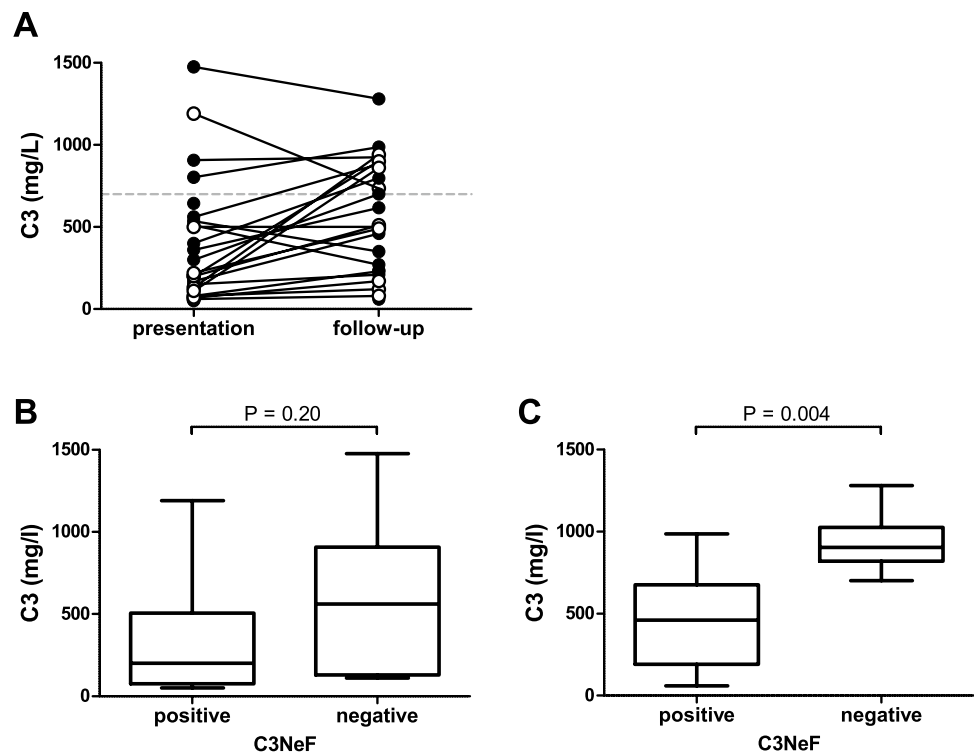 A
1500
1000
500
0
C3 (mg/L)
presentation follow-up
B
P = 0.20
1500
1000
500
0
C3 (mg/l)
positive negative
C3NeF
C
P = 0.004
1500
1000
500
0
C3 (mg/l)
positive negative
C3NeF